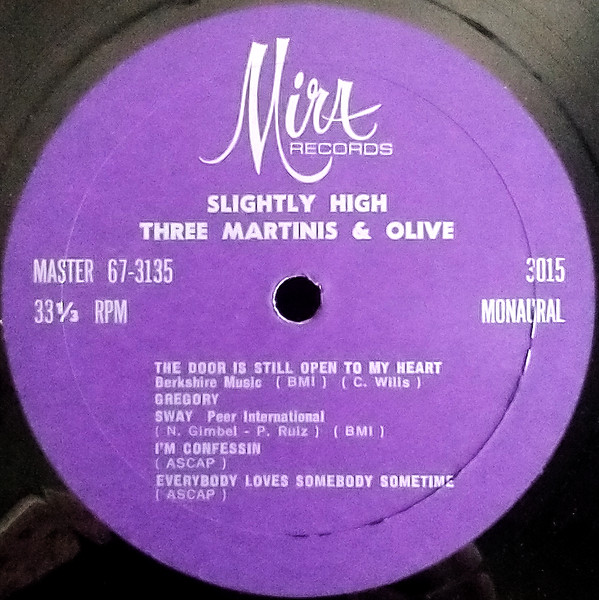 Mira
RECORDS
SLIGHTLY HIGH
THREE MARTINIS & OLIVE
MASTER 67-3135
3015
33⅓ RPM
MONAURAL
THE DOOR IS STILL OPEN TO MY HEART
Berkshire Music ( BMI ) ( C. Wills )
GREGORY
SWAY Peer International
( N. Gimbel - P. Ruiz ) ( BMI )
I'M CONFESSIN
( ASCAP )
EVERYBODY LOVES SOMEBODY SOMETIME
( ASCAP )